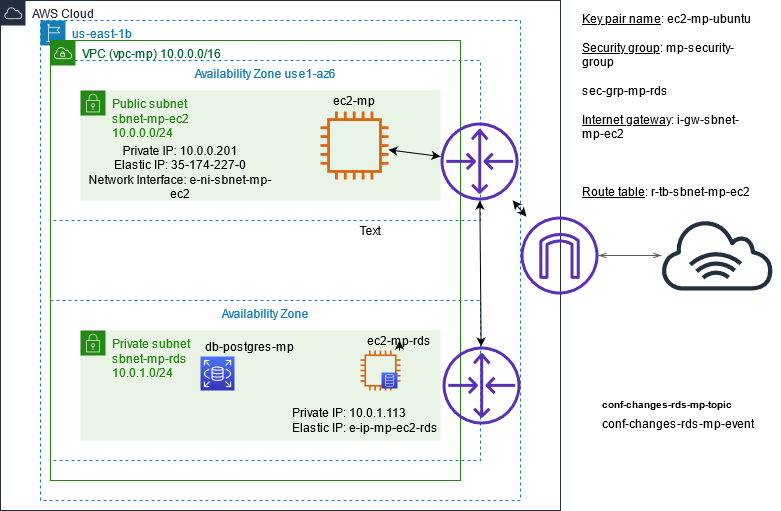 AWS Cloud
us-east-1b
VPC (vpc-mp) 10.0.0.0/16
Availability Zone use1-az6
Public subnet
sbnet-mp-ec2
10.0.0.0/24
ec2-mp
Private IP: 10.0.0.201
Elastic IP: 35-174-227-0
Network Interface: e-ni-sbnet-mp-
ec2
Text
Availability Zone
Private subnet
sbnet-mp-rds
10.0.1.0/24
db-postgres-mp
ec2-mp-rds
Private IP: 10.0.1.113
Elastic IP: e-ip-mp-ec2-rds
Key pair name: ec2-mp-ubuntu
Security group: mp-security-
group
sec-grp-mp-rds
Internet gateway: i-gw-sbnet-
mp-ec2
Route table: r-tb-sbnet-mp-ec2
conf-changes-rds-mp-topic
conf-changes-rds-mp-event